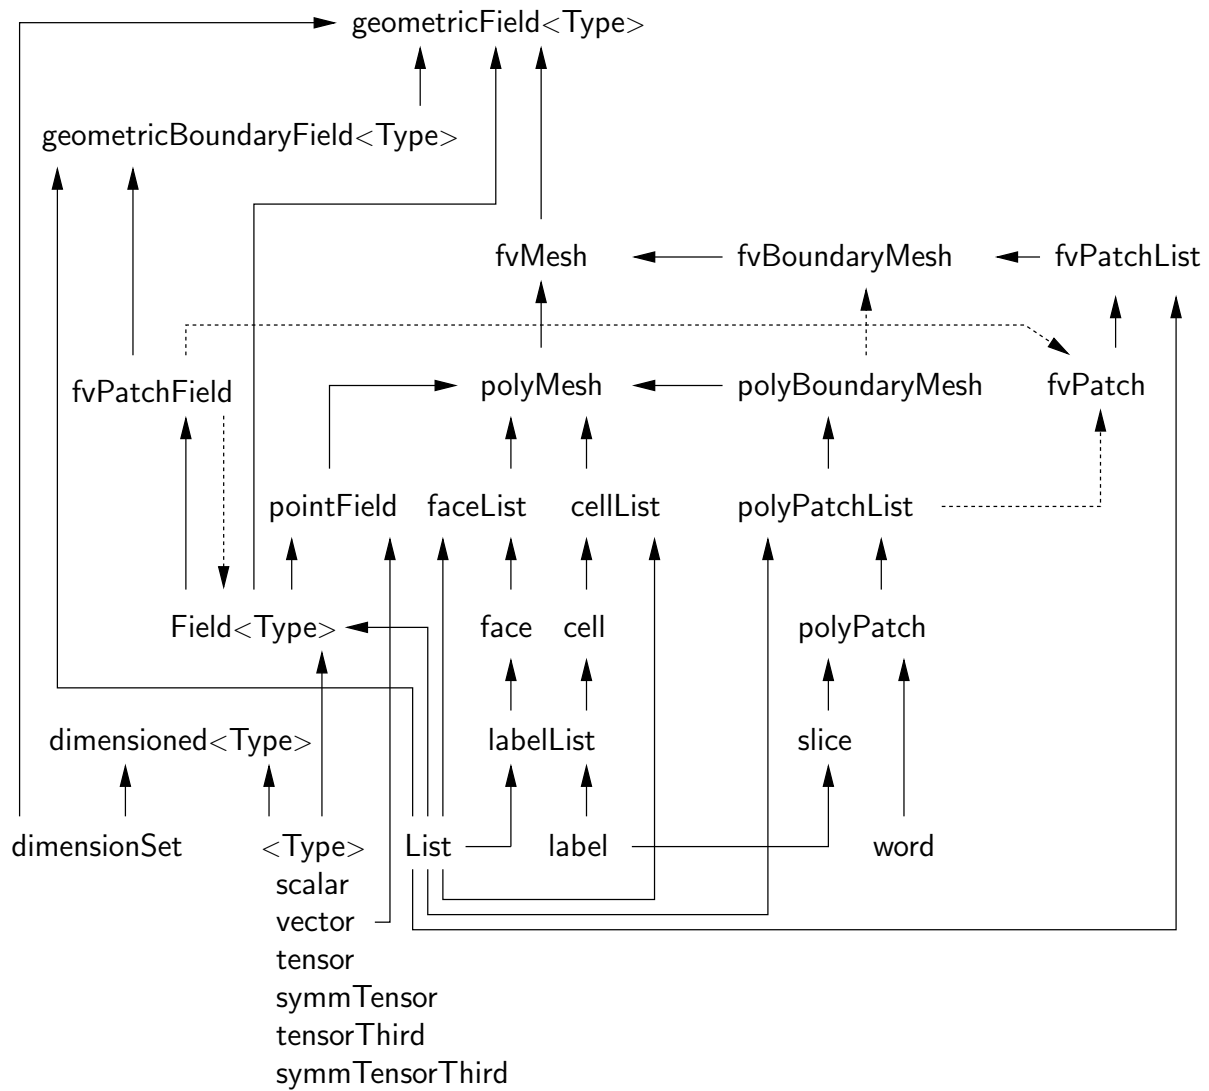 geometricField<Type>
geometricBoundaryField<Type>
fvMesh fvBoundaryMesh fvPatchList
fvPatchField polyMesh polyBoundaryMesh fvPatch
pointField faceList cellList polyPatchList
Field<Type> face cell polyPatch
dimensioned<Type> labelList slice
dimensionSet <Type> List label word
scalar
vector
tensor
symmTensor
tensorThird
symmTensorThird